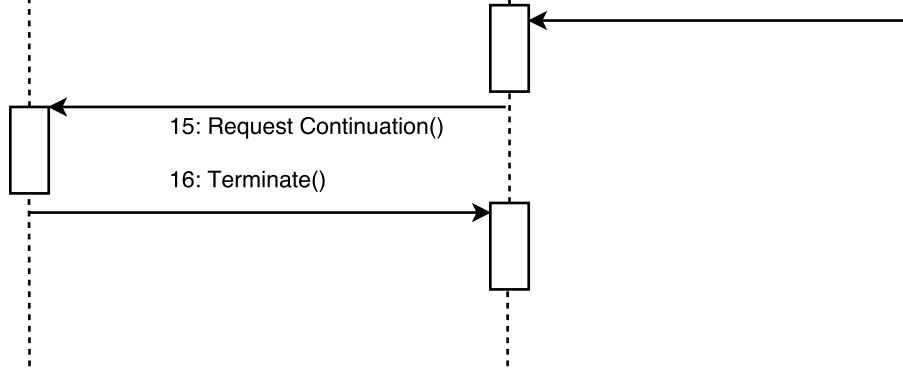 15: Request Continuation()
16: Terminate()